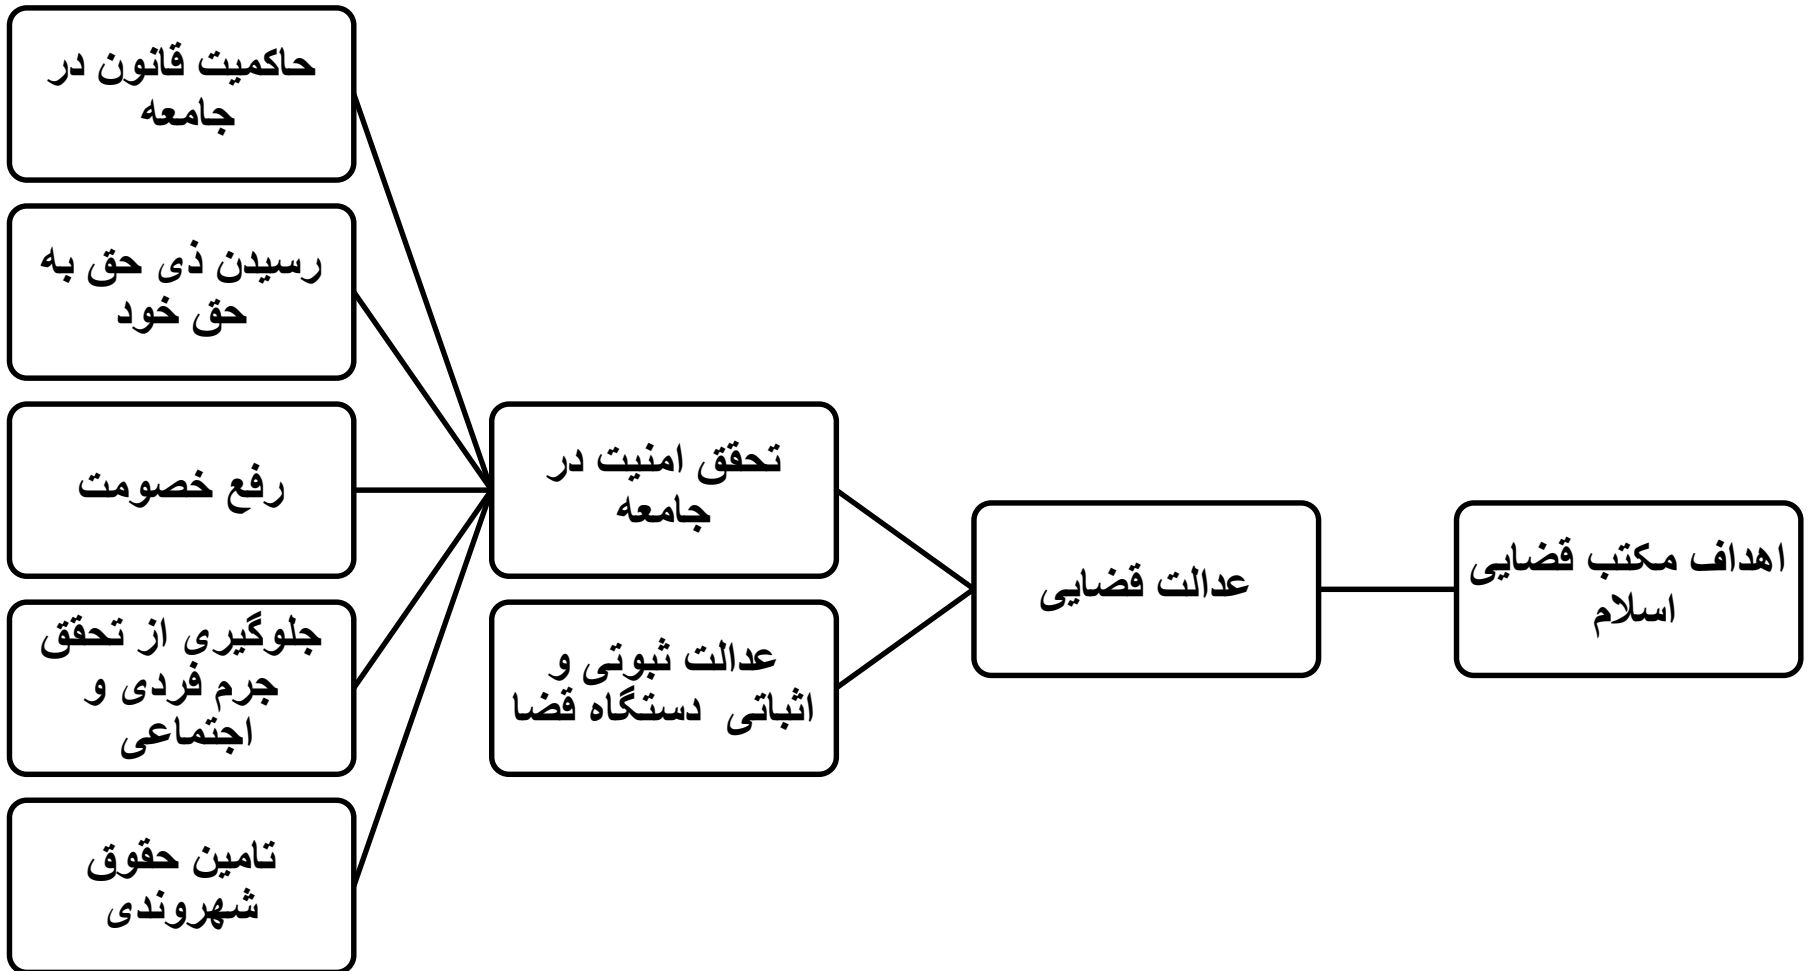 اهداف مکتب قضایی
اسلام
عدالت قضایی
تحقق امنیت در
جامعه
حاکمیت قانون در
جامعه
رسیدن ذی حق به
حق خود
رفع خصومت
جلوگیری از تحقق
جرم فردی و
اجتماعی
تامین حقوق
شهروندی
عدالت ثبوتی و
اثباتی دستگاه قضا